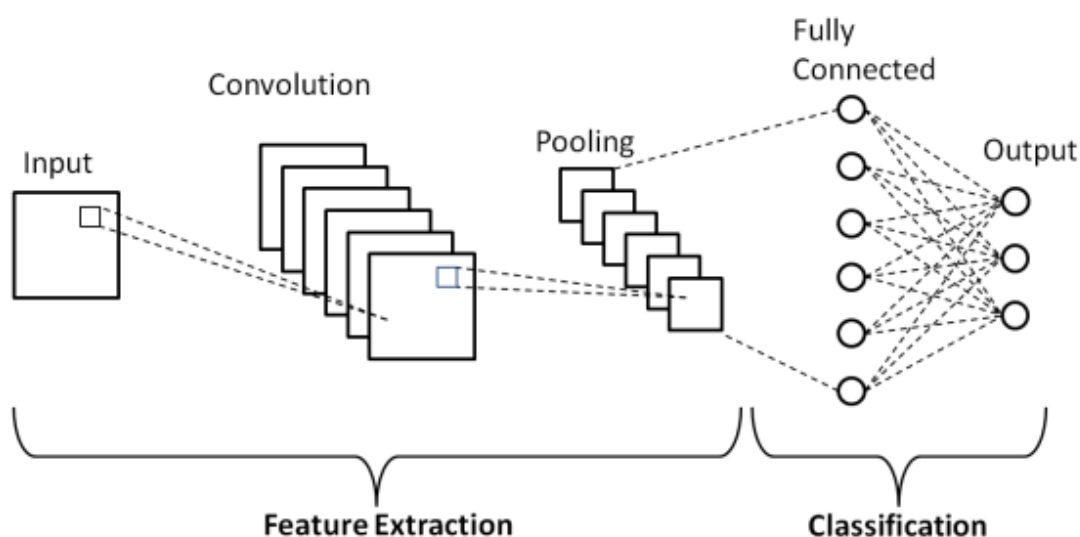 Input
Convolution
Pooling
Fully
Connected
Output
Feature Extraction
Classification